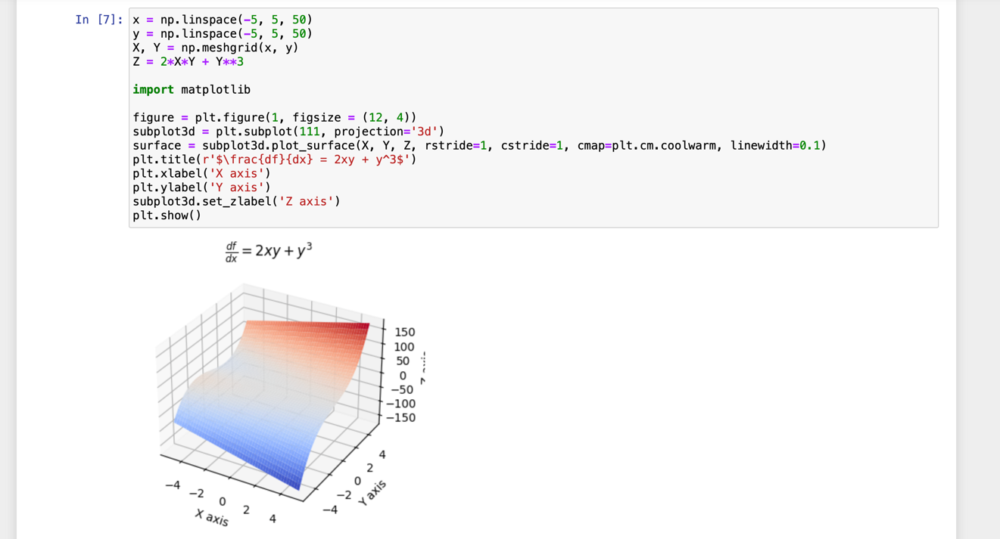 In [7]: x = np.linspace(-5, 5, 50)
y = np.linspace(-5, 5, 50)
X, Y = np.meshgrid(x, y)
Z = 2*X*Y + Y**3
import matplotlib
figure = plt.figure(1, figsize = (12, 4))
subplot3d = plt.subplot(111, projection='3d')
surface = subplot3d.plot_surface(X, Y, Z, rstride=1, cstride=1, cmap=plt.cm.coolwarm, linewidth=0.1)
plt.title(r'$\frac{df}{dx} = 2xy + y^3$')
plt.xlabel('X axis')
plt.ylabel('Y axis')
subplot3d.set_zlabel('Z axis')
plt.show()
df/dx = 2xy + y³
150
100
50
0
−50
−100
−150
4
2
0
−2
−4
Y axis
−4
−2
0
2
4
X axis